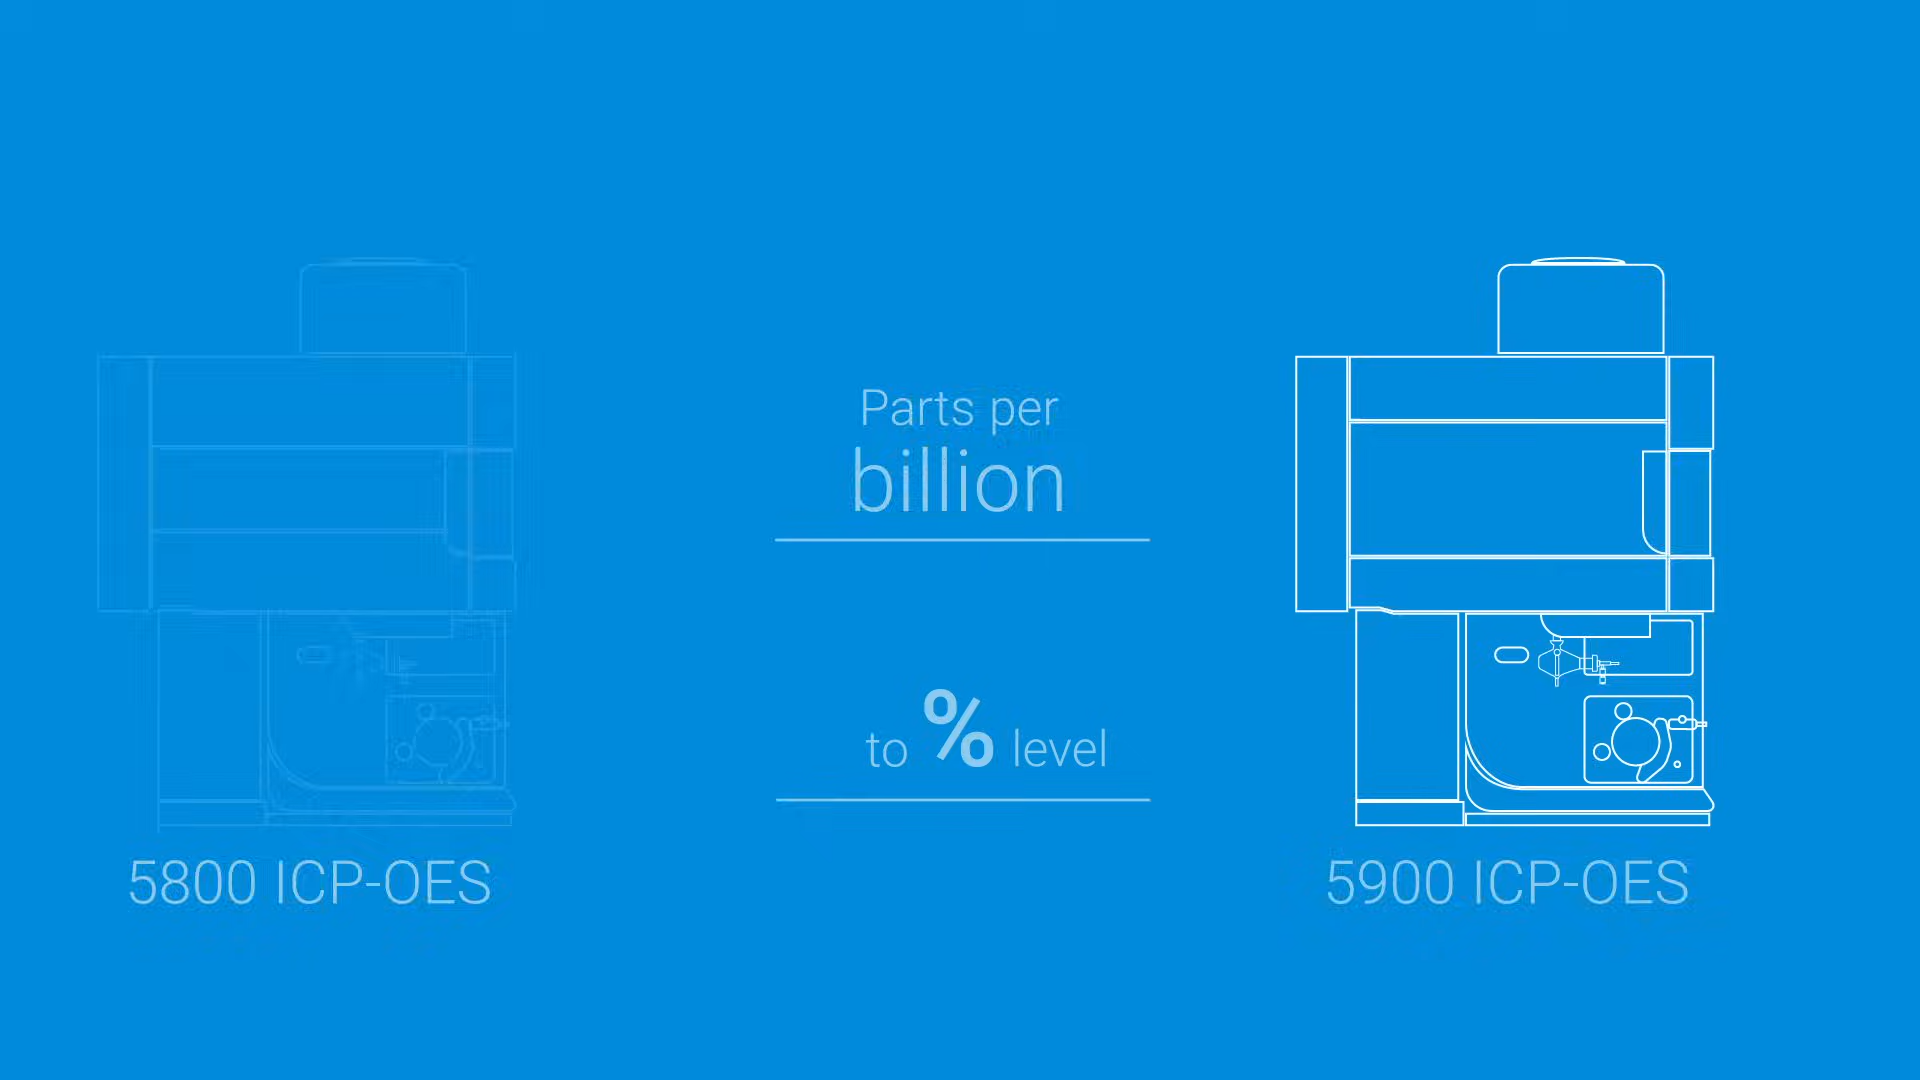 Parts per
billion
to % level
5800 ICP-OES
5900 ICP-OES